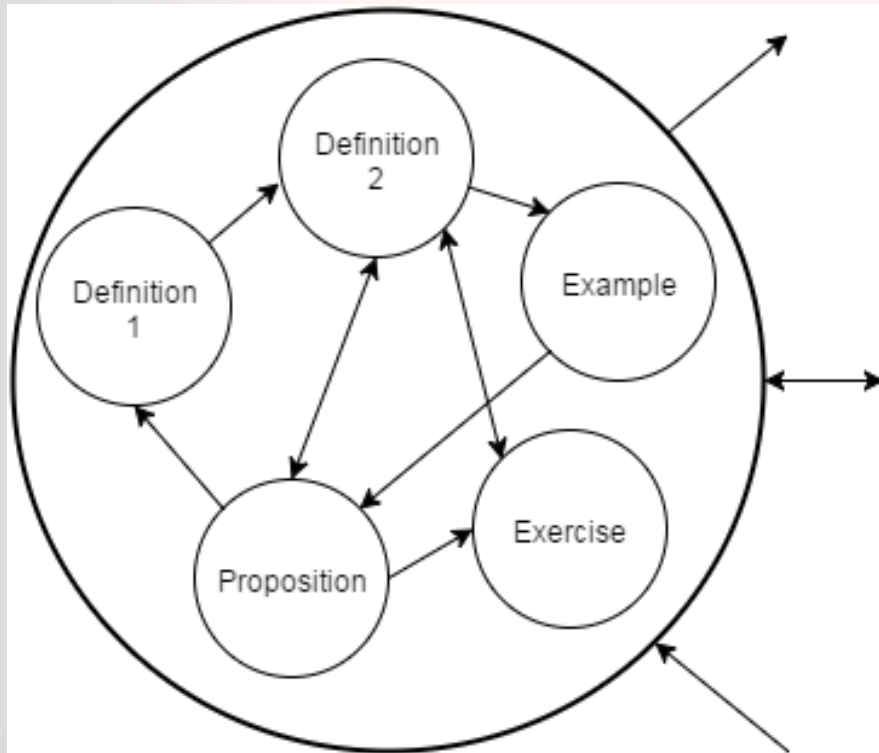 Definition
2
Definition
1
Example
Exercise
Proposition